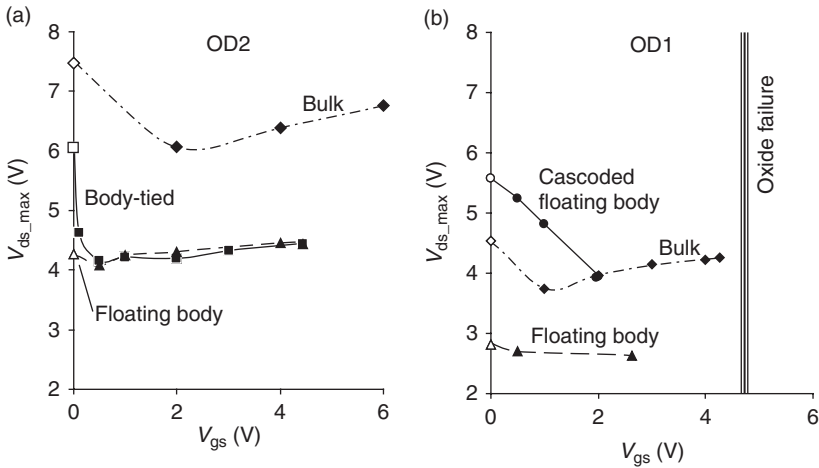 (a)
OD2
8
7
6
5
4
3
2
0
2
4
6
V_ds_max (V)
V_gs (V)
Bulk
Body-tied
Floating body
(b)
OD1
8
7
6
5
4
3
2
0
2
4
6
V_ds_max (V)
V_gs (V)
Cascoded
floating body
Bulk
Floating body
Oxide failure